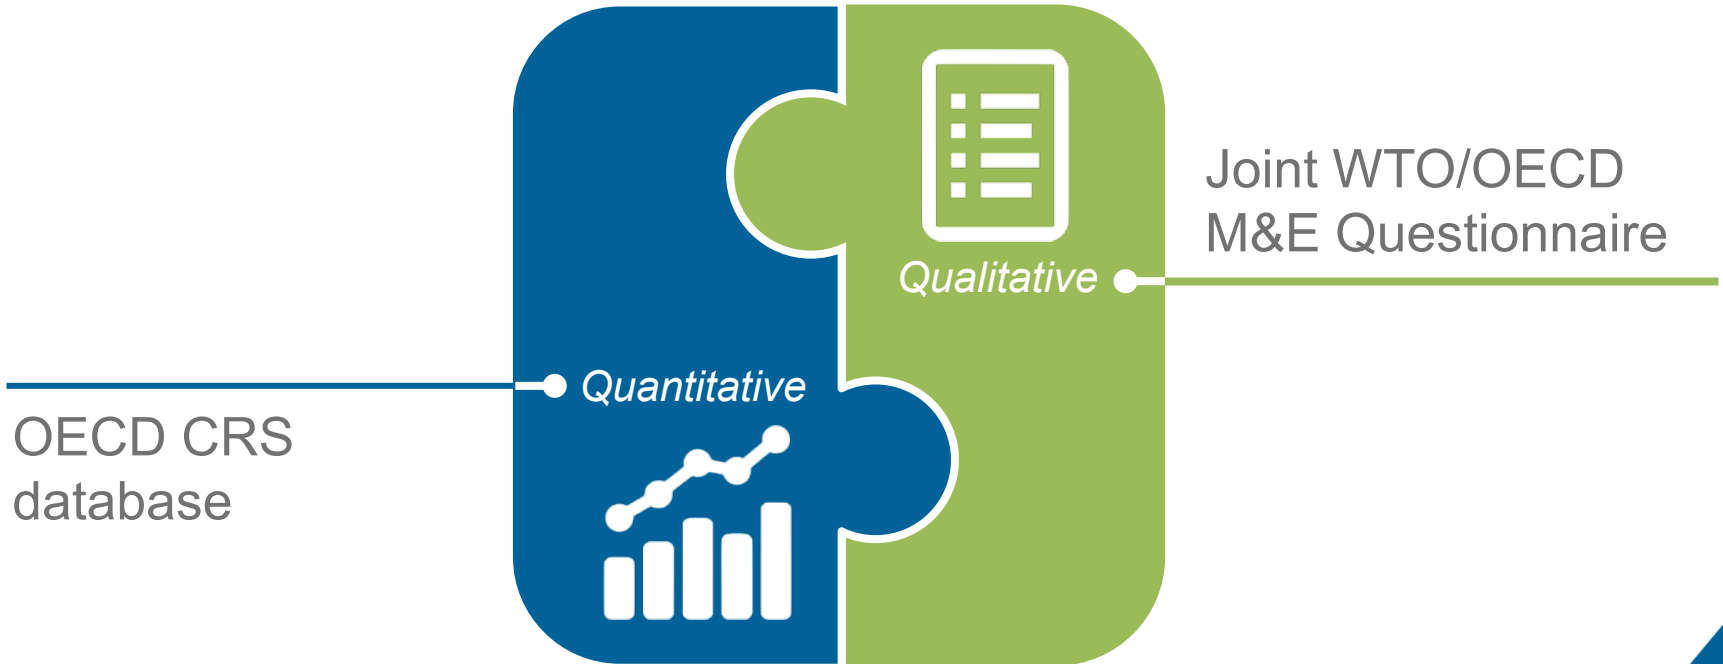 Joint WTO/OECD
M&E Questionnaire
Qualitative
Quantitative
OECD CRS
database